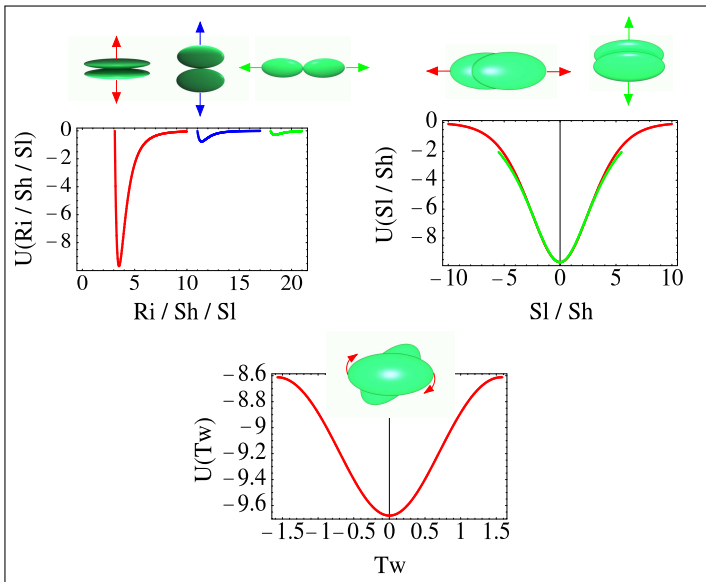 0
−2
−4
−6
−8
U(Ri / Sh / Sl)
0 5 10 15 20
Ri / Sh / Sl
0
−2
−4
−6
−8
U(Sl / Sh)
−10 −5 0 5 10
Sl / Sh
−8.6
−8.8
−9
−9.2
−9.4
−9.6
U(Tw)
−1.5 −1 −0.5 0 0.5 1 1.5
Tw